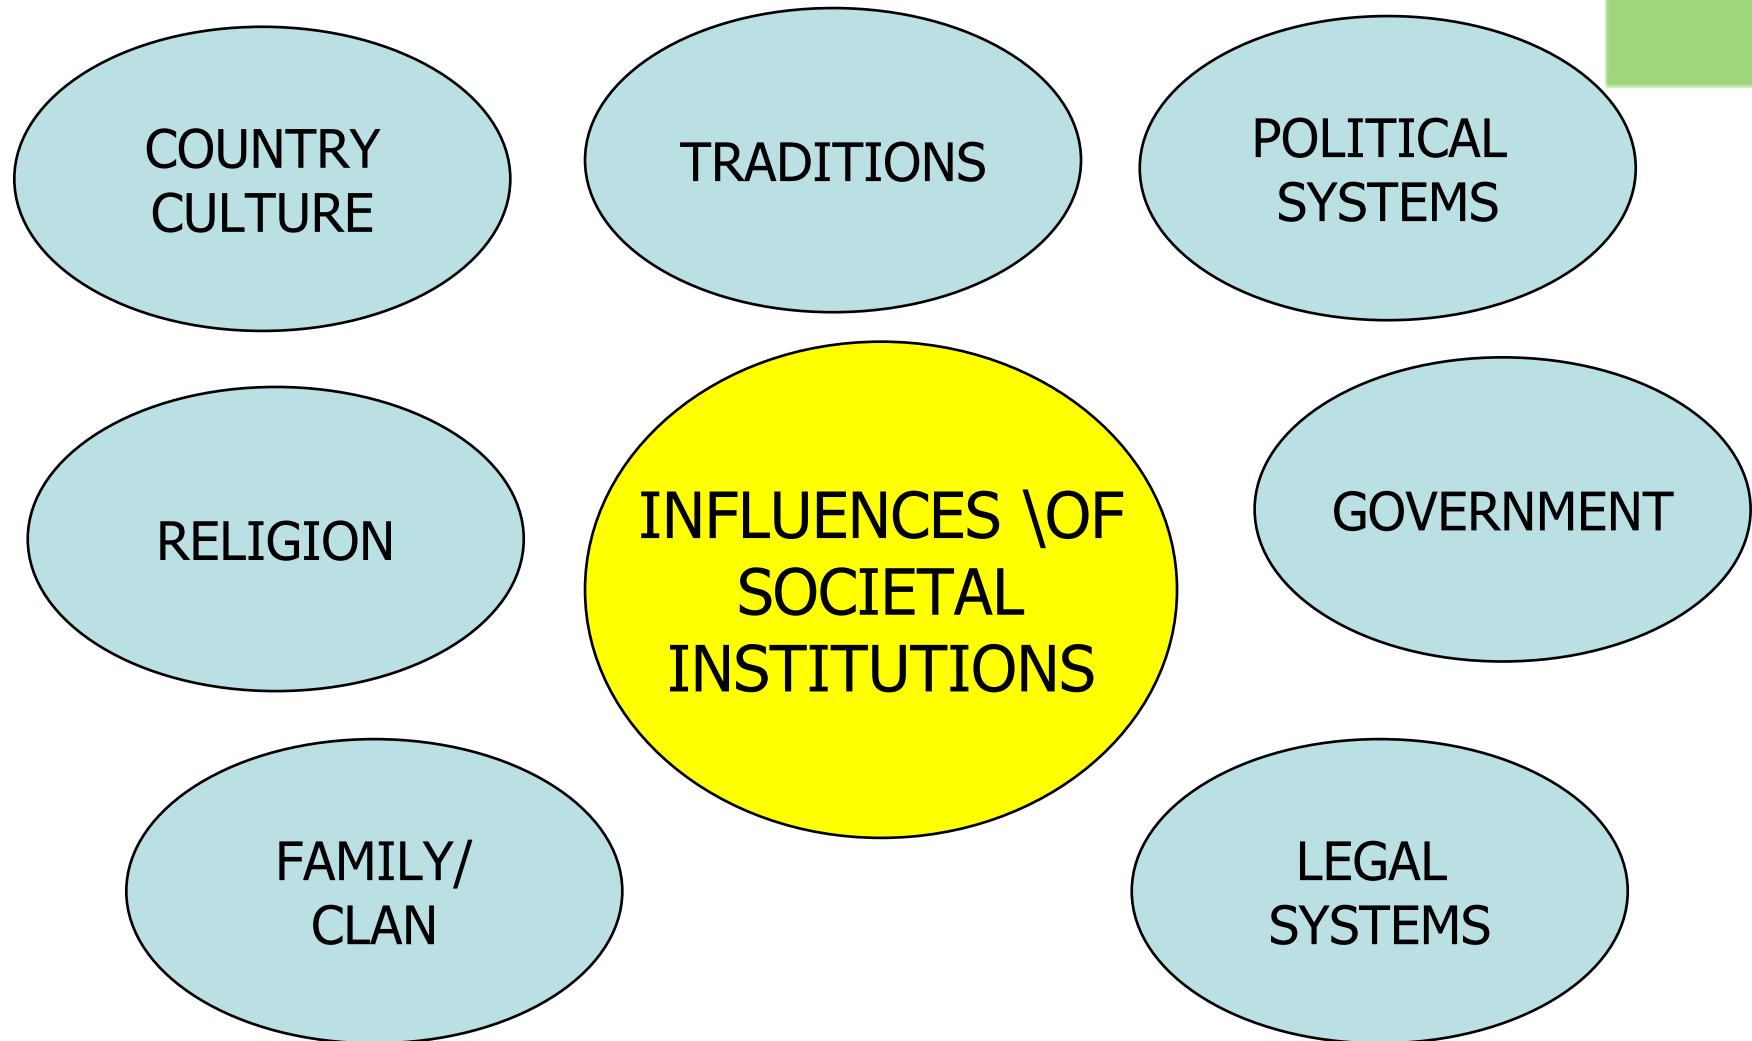 COUNTRY
CULTURE
TRADITIONS
POLITICAL
SYSTEMS
RELIGION
INFLUENCES \OF
SOCIETAL
INSTITUTIONS
GOVERNMENT
FAMILY/
CLAN
LEGAL
SYSTEMS